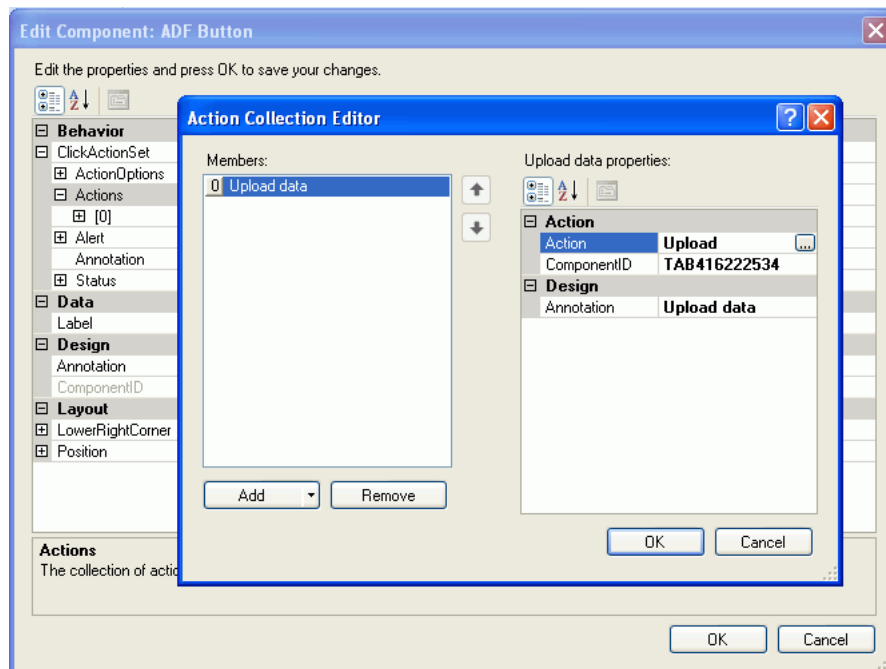 Edit Component: ADF Button
Edit the properties and press OK to save your changes.
Behavior
ClickActionSet
ActionOptions
Actions
[0]
Alert
Annotation
Status
Data
Label
Design
Annotation
ComponentID
Layout
LowerRightCorner
Position
Actions
The collection of actio
OK Cancel
Action Collection Editor
Members:
0 Upload data
Add Remove
Upload data properties:
Action
Action Upload ...
ComponentID TAB416222534
Design
Annotation Upload data
OK Cancel